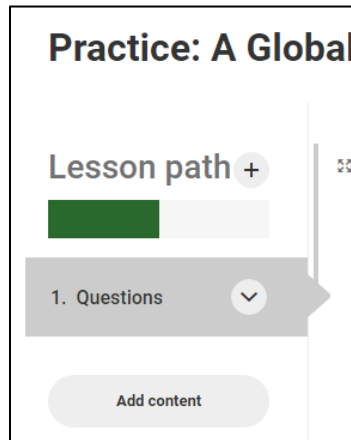 Practice: A Global
Lesson path +
1. Questions
Add content